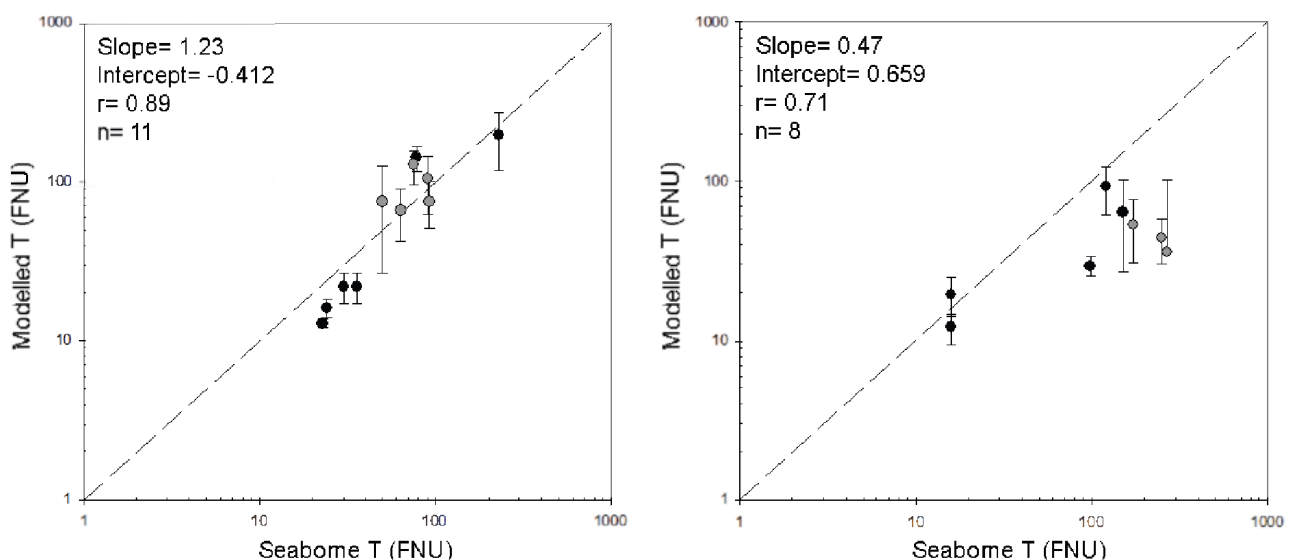 Slope= 1.23
Intercept= -0.412
r= 0.89
n= 11
1000
100
10
1
Modelled T (FNU)
1 10 100 1000
Seaborne T (FNU)
Slope= 0.47
Intercept= 0.659
r= 0.71
n= 8
1000
100
10
1
Modelled T (FNU)
1 10 100 1000
Seaborne T (FNU)